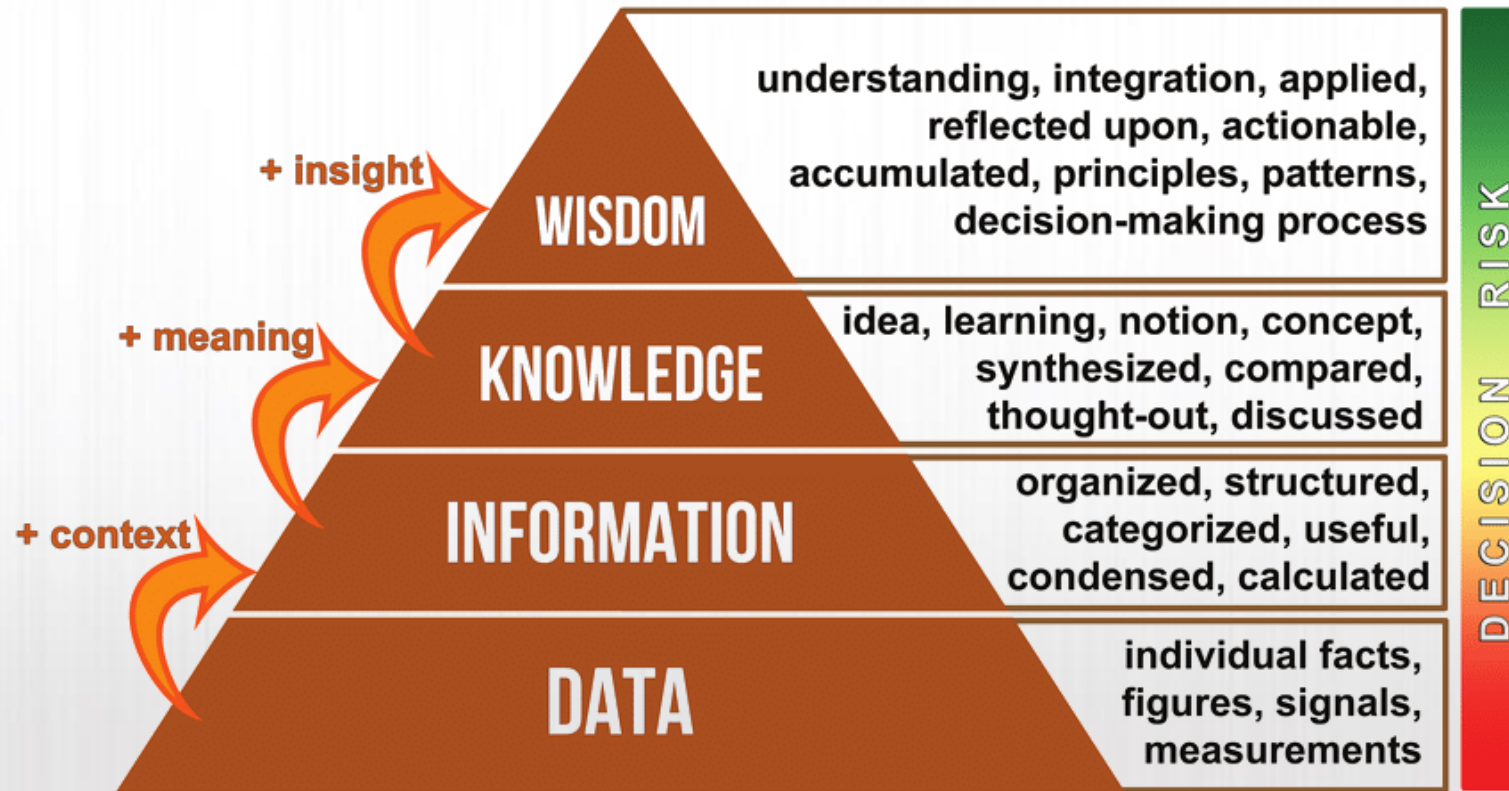 understanding, integration, applied,
reflected upon, actionable,
accumulated, principles, patterns,
decision-making process
+ insight
WISDOM
idea, learning, notion, concept,
synthesized, compared,
thought-out, discussed
+ meaning
KNOWLEDGE
organized, structured,
categorized, useful,
condensed, calculated
+ context
INFORMATION
individual facts,
figures, signals,
measurements
DATA
DECISION RISK